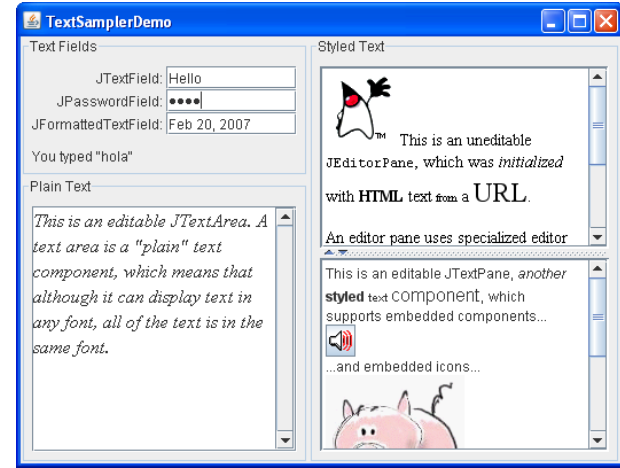 TextSamplerDemo
Text Fields
JTextField: Hello
JPasswordField: ●●●●
JFormattedTextField: Feb 20, 2007
You typed "hola"
Plain Text
This is an editable JTextArea. A
text area is a "plain" text
component, which means that
although it can display text in
any font, all of the text is in the
same font.
Styled Text
TM This is an uneditable
JEditorPane, which was initialized
with HTML text from a URL.
An editor pane uses specialized editor
This is an editable JTextPane, another
styled text component, which
supports embedded components...
...and embedded icons...